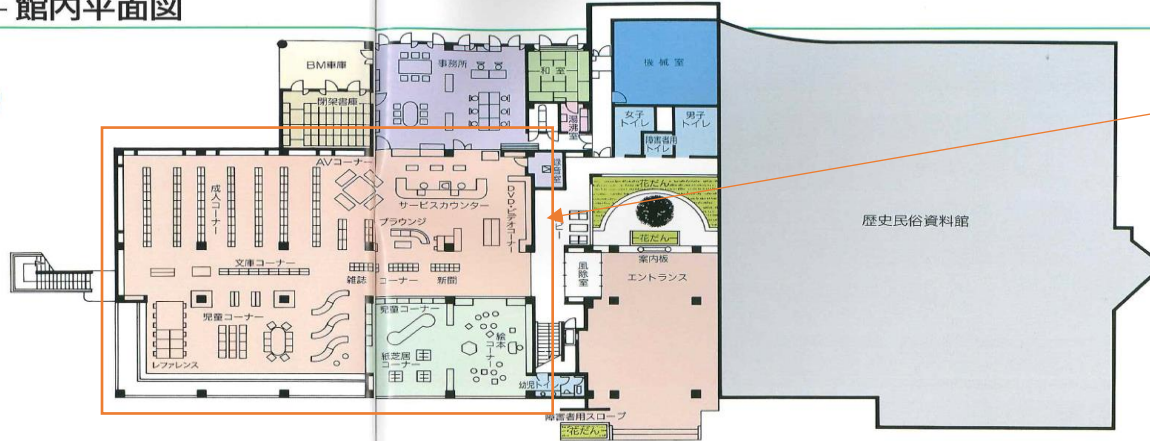 館内平面図
BM車庫
閉架書庫
事務所
和室
湯沸室
機械室
女子
トイレ
男子
トイレ
障害者用
トイレ
AVコーナー
成人コーナー
サービスカウンター
ブラウジ
DVD・ビデオコーナー
録音室
ビー
花だん
花だん
案内板
エントランス
風除室
歴史民俗資料館
文庫コーナー
雑誌
コーナー
新聞
児童コーナー
児童コーナー
絵本コーナー
紙芝居
コーナー
レファレンス
幼児トイレ
障害者用スロープ
花だん